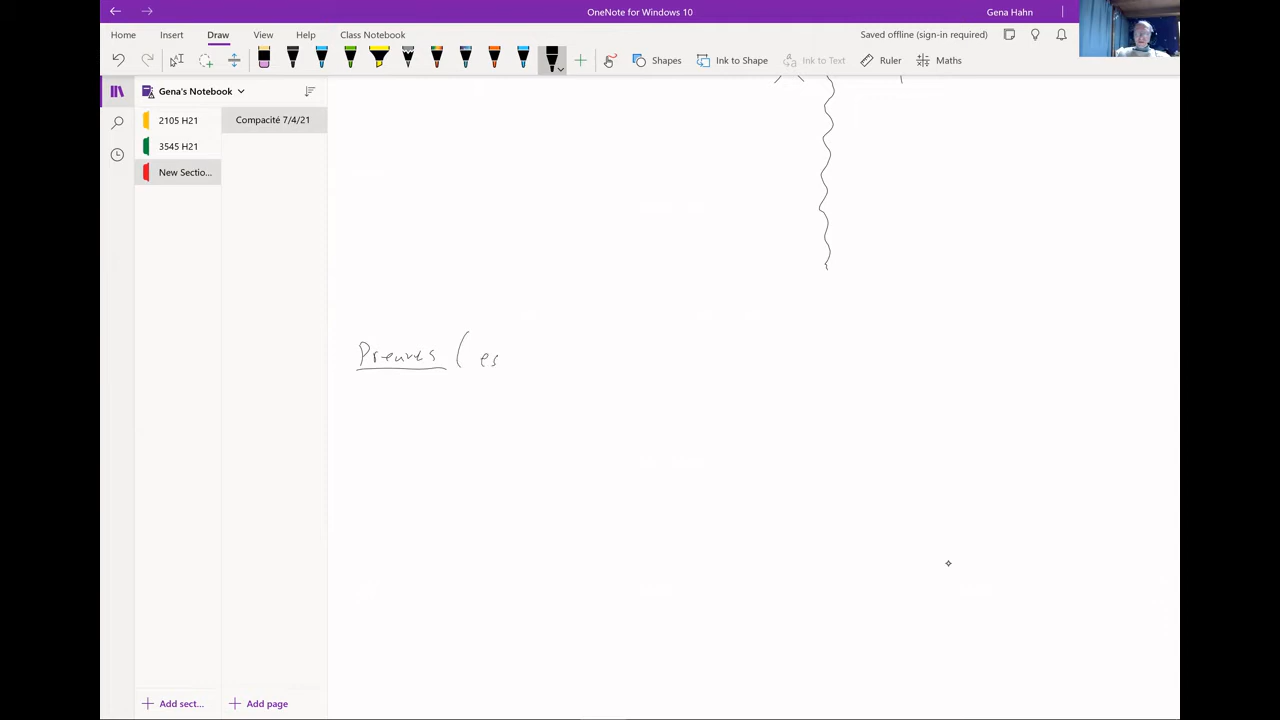 OneNote for Windows 10
Gena Hahn
Home Insert Draw View Help Class Notebook
Saved offline (sign-in required)
Shapes Ink to Shape Ink to Text Ruler Maths
Gena's Notebook
2105 H21
Compacité 7/4/21
3545 H21
New Sectio...
Preuves ( es
Add sect... Add page